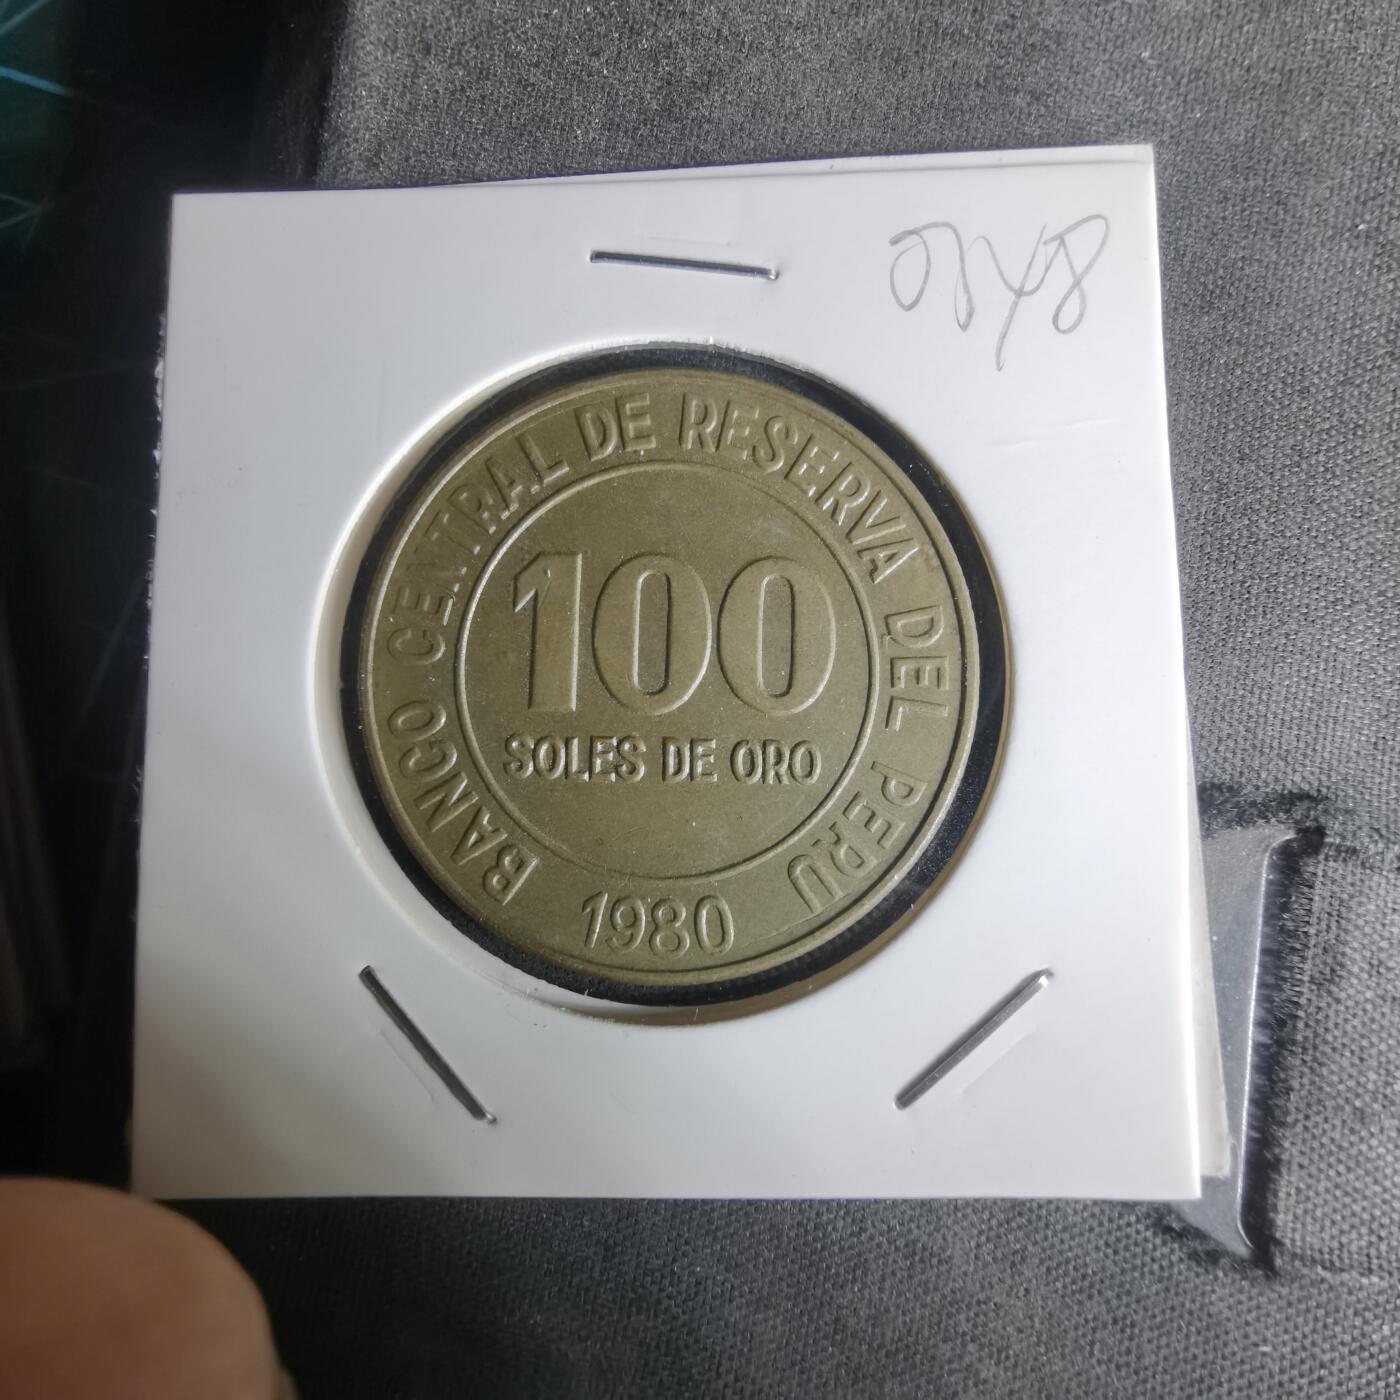 BANCO CENTRAL DE RESERVA DEL PERU
100
SOLES DE ORO
1980